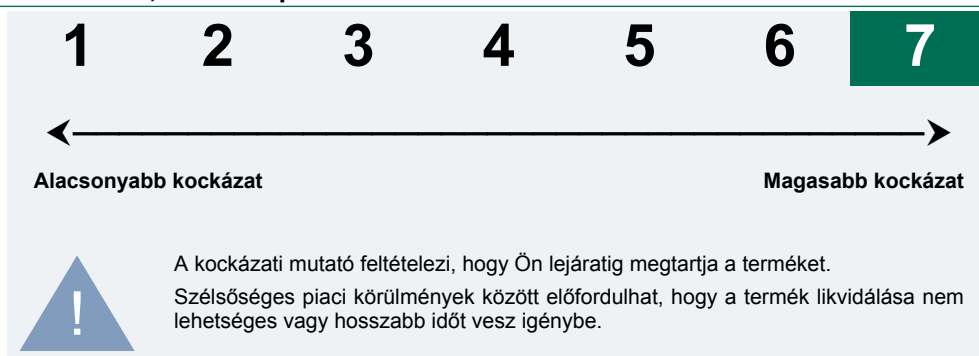 1 2 3 4 5 6 7
Alacsonyabb kockázat Magasabb kockázat
A kockázati mutató feltételezi, hogy Ön lejáratig megtartja a terméket.
! Szélsőséges piaci körülmények között előfordulhat, hogy a termék likvidálása nem
lehetséges vagy hosszabb időt vesz igénybe.